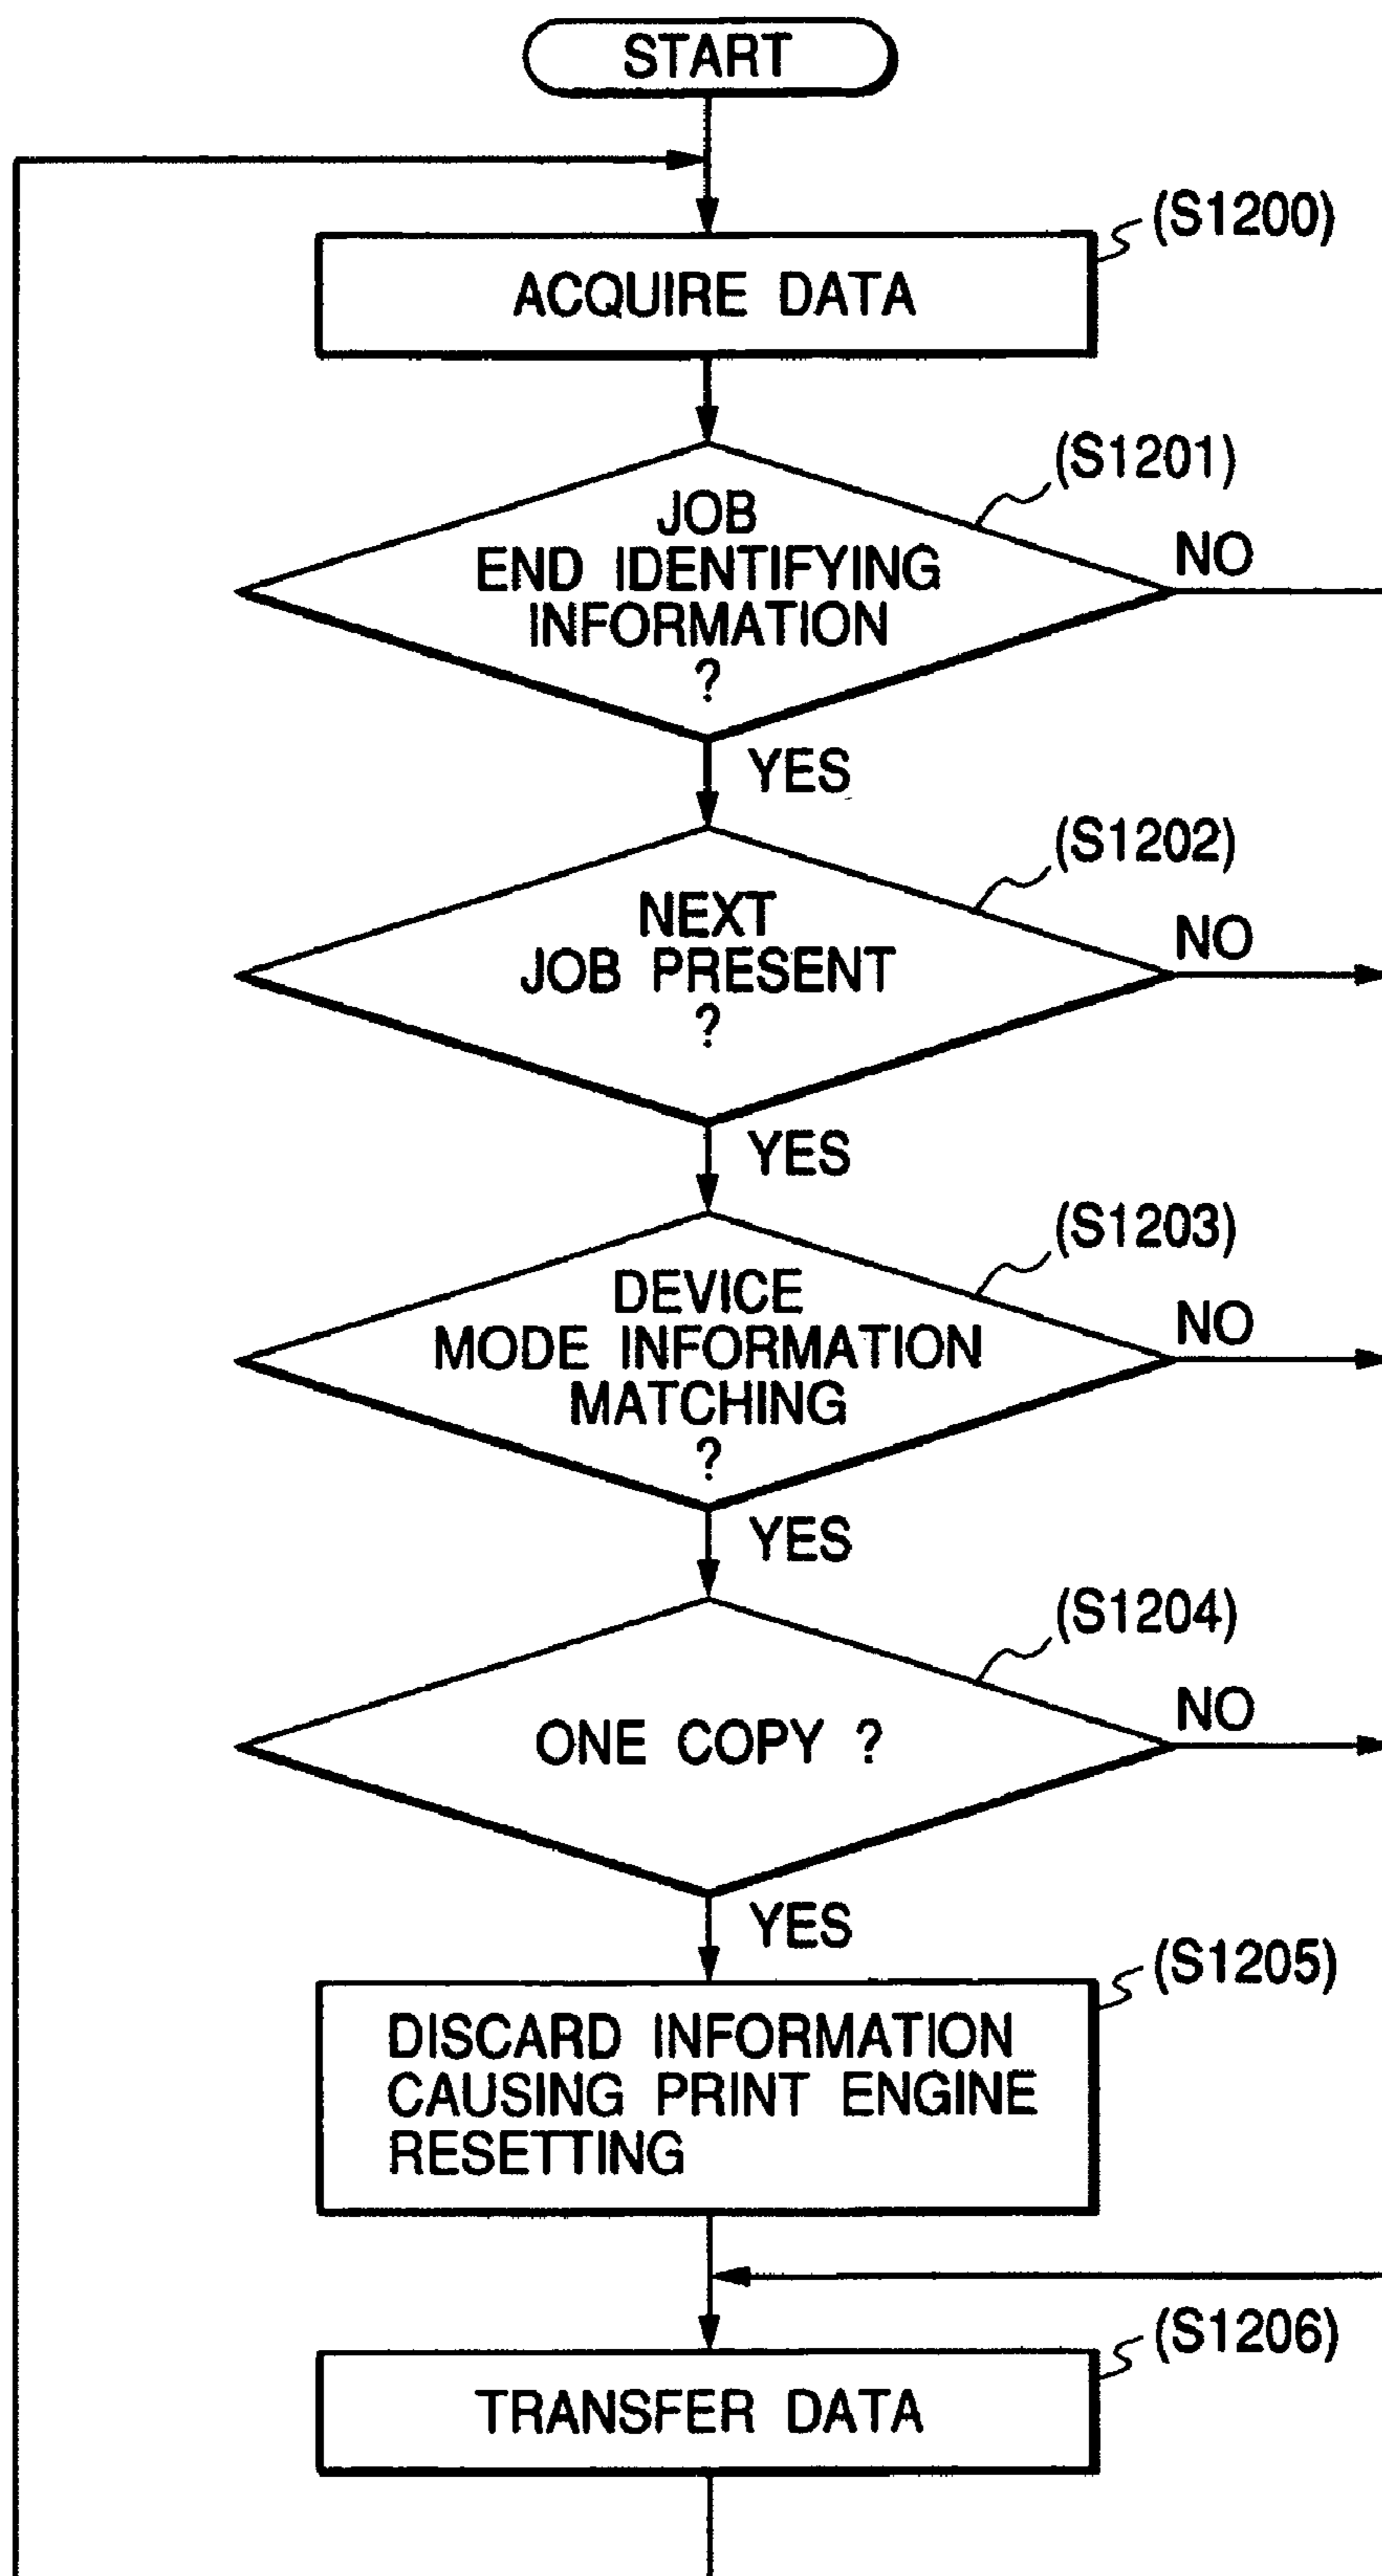 START
(S1200)
ACQUIRE DATA
(S1201)
JOB
END IDENTIFYING
INFORMATION
?
NO
YES
(S1202)
NEXT
JOB PRESENT
?
NO
YES
(S1203)
DEVICE
MODE INFORMATION
MATCHING
?
NO
YES
(S1204)
ONE COPY ?
NO
YES
(S1205)
DISCARD INFORMATION
CAUSING PRINT ENGINE
RESETTING
(S1206)
TRANSFER DATA